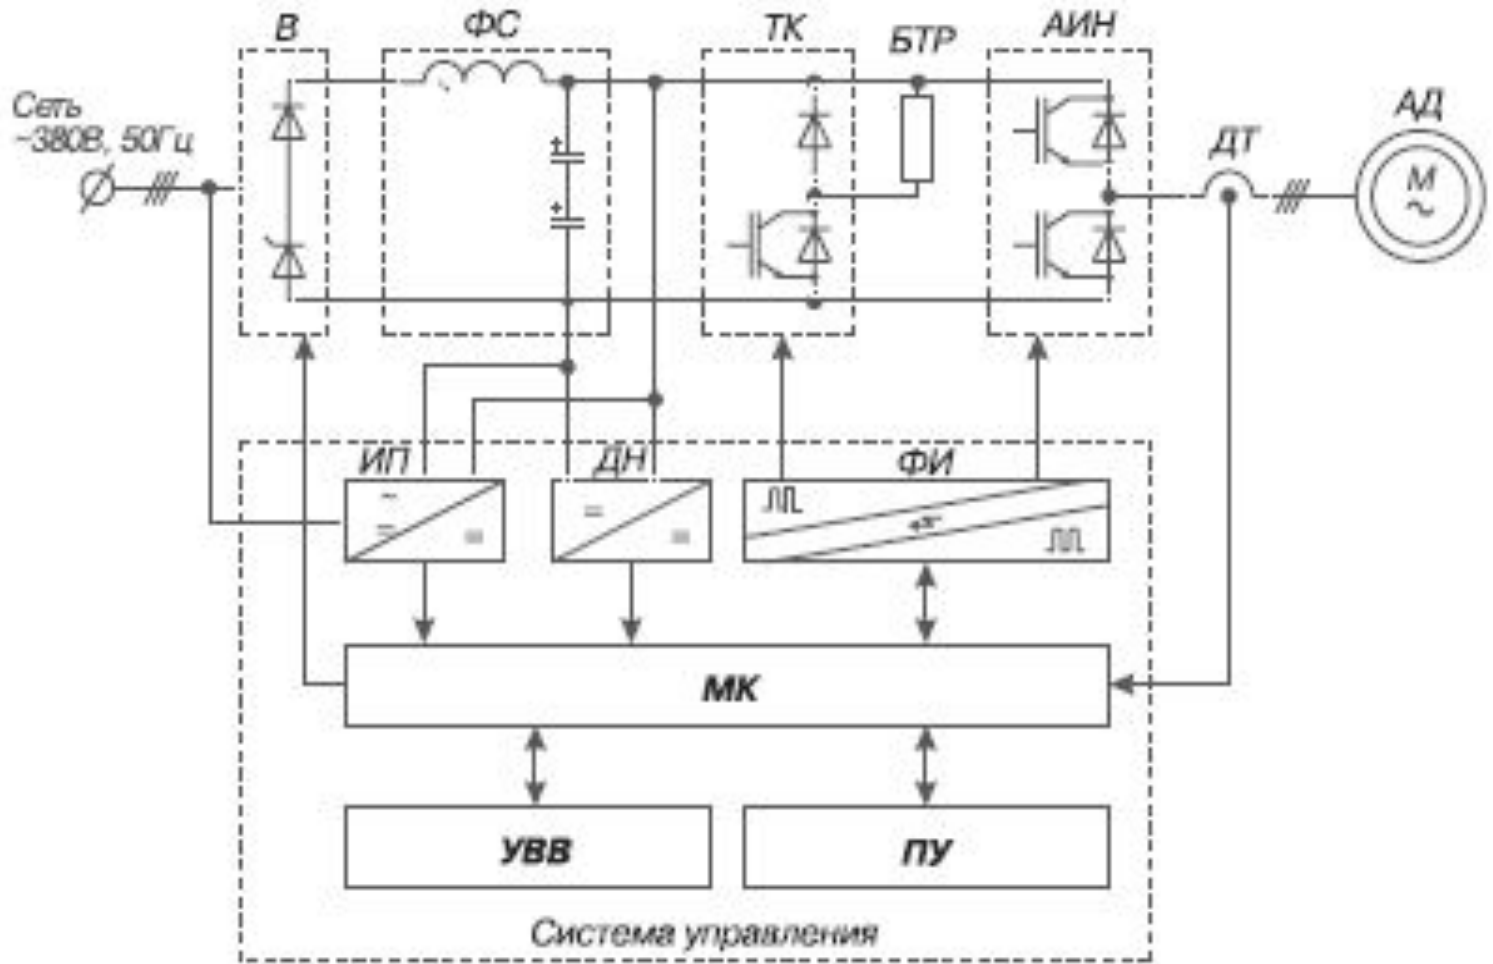 В
ФС
ТК
БТР
АИН
Сеть
~380В, 50Гц
ДТ
АД
М
~
ИП
ДН
ФИ
МК
УВВ
ПУ
Система управления